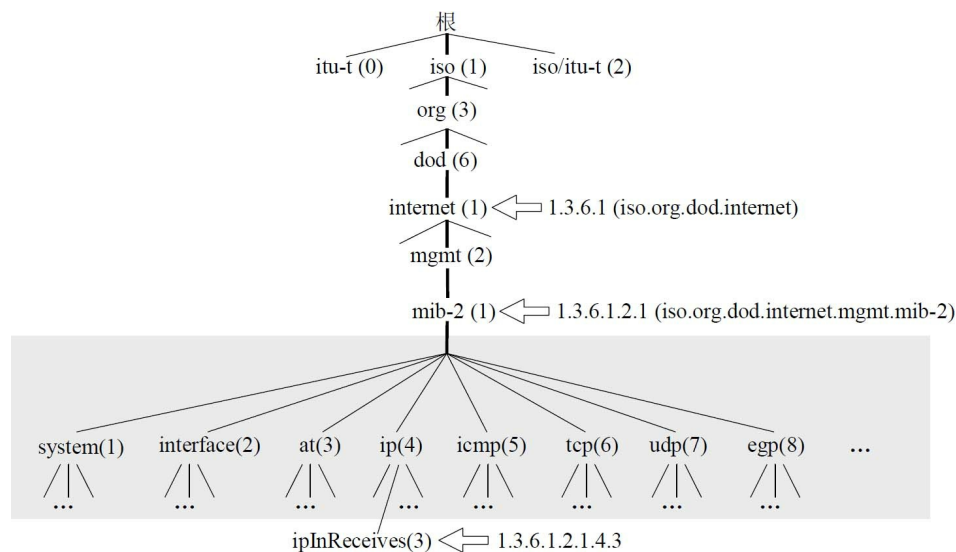 根
itu-t (0) iso (1) iso/itu-t (2)
org (3)
dod (6)
internet (1) 1.3.6.1 (iso.org.dod.internet)
mgmt (2)
mib-2 (1) 1.3.6.1.2.1 (iso.org.dod.internet.mgmt.mib-2)
system(1) interface(2) at(3) ip(4) icmp(5) tcp(6) udp(7) egp(8) ...
... ... ... ... ... ... ... ...
ipInReceives(3) 1.3.6.1.2.1.4.3